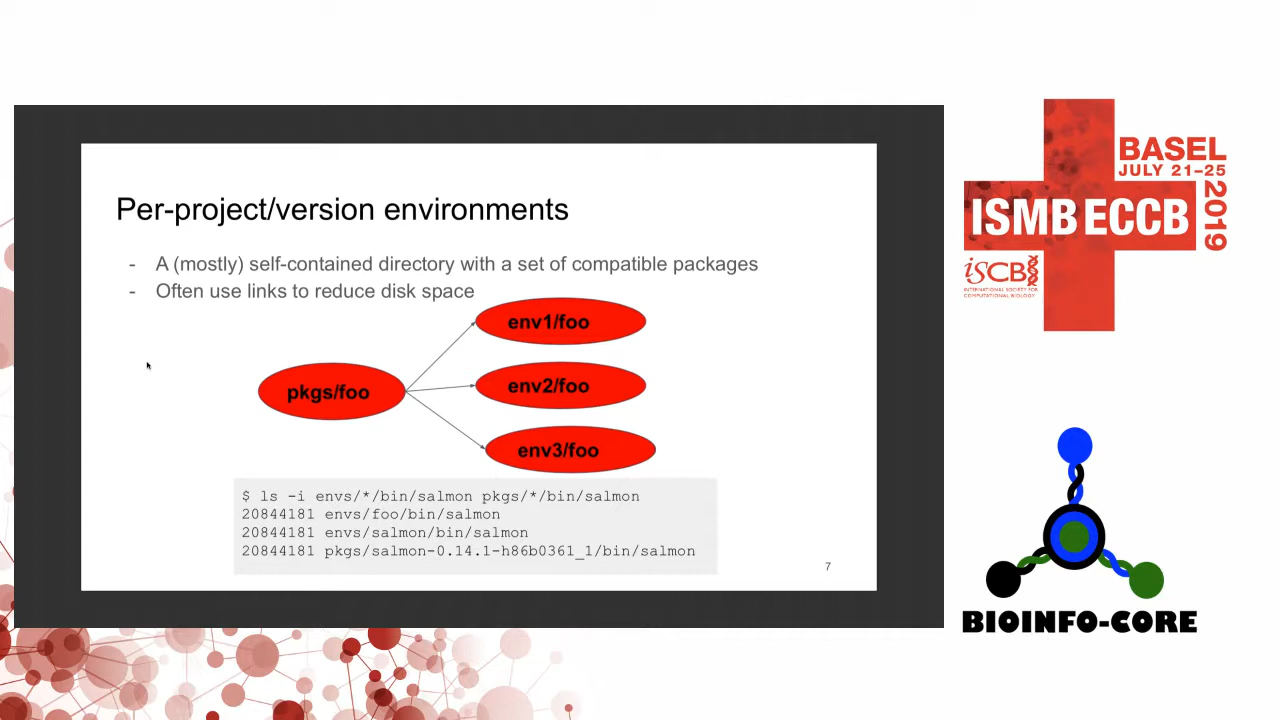 Per-project/version environments
- A (mostly) self-contained directory with a set of compatible packages
- Often use links to reduce disk space
env1/foo
pkgs/foo
env2/foo
env3/foo
$ ls -i envs/*/bin/salmon pkgs/*/bin/salmon
20844181 envs/foo/bin/salmon
20844181 envs/salmon/bin/salmon
20844181 pkgs/salmon-0.14.1-h86b0361_1/bin/salmon
7
BASEL
JULY 21-25
2019
ISMB ECCB
iSCB
INTERNATIONAL SOCIETY FOR
COMPUTATIONAL BIOLOGY
BIOINFO-CORE